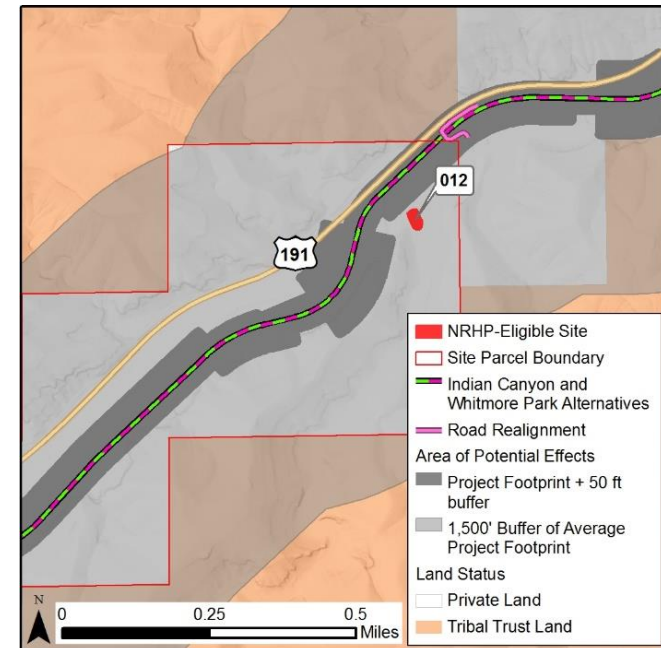 012
191
NRHP-Eligible Site
Site Parcel Boundary
Indian Canyon and
Whitmore Park Alternatives
Road Realignment
Area of Potential Effects
Project Footprint + 50 ft
buffer
1,500' Buffer of Average
Project Footprint
Land Status
Private Land
Tribal Trust Land
N
0 0.25 0.5
Miles